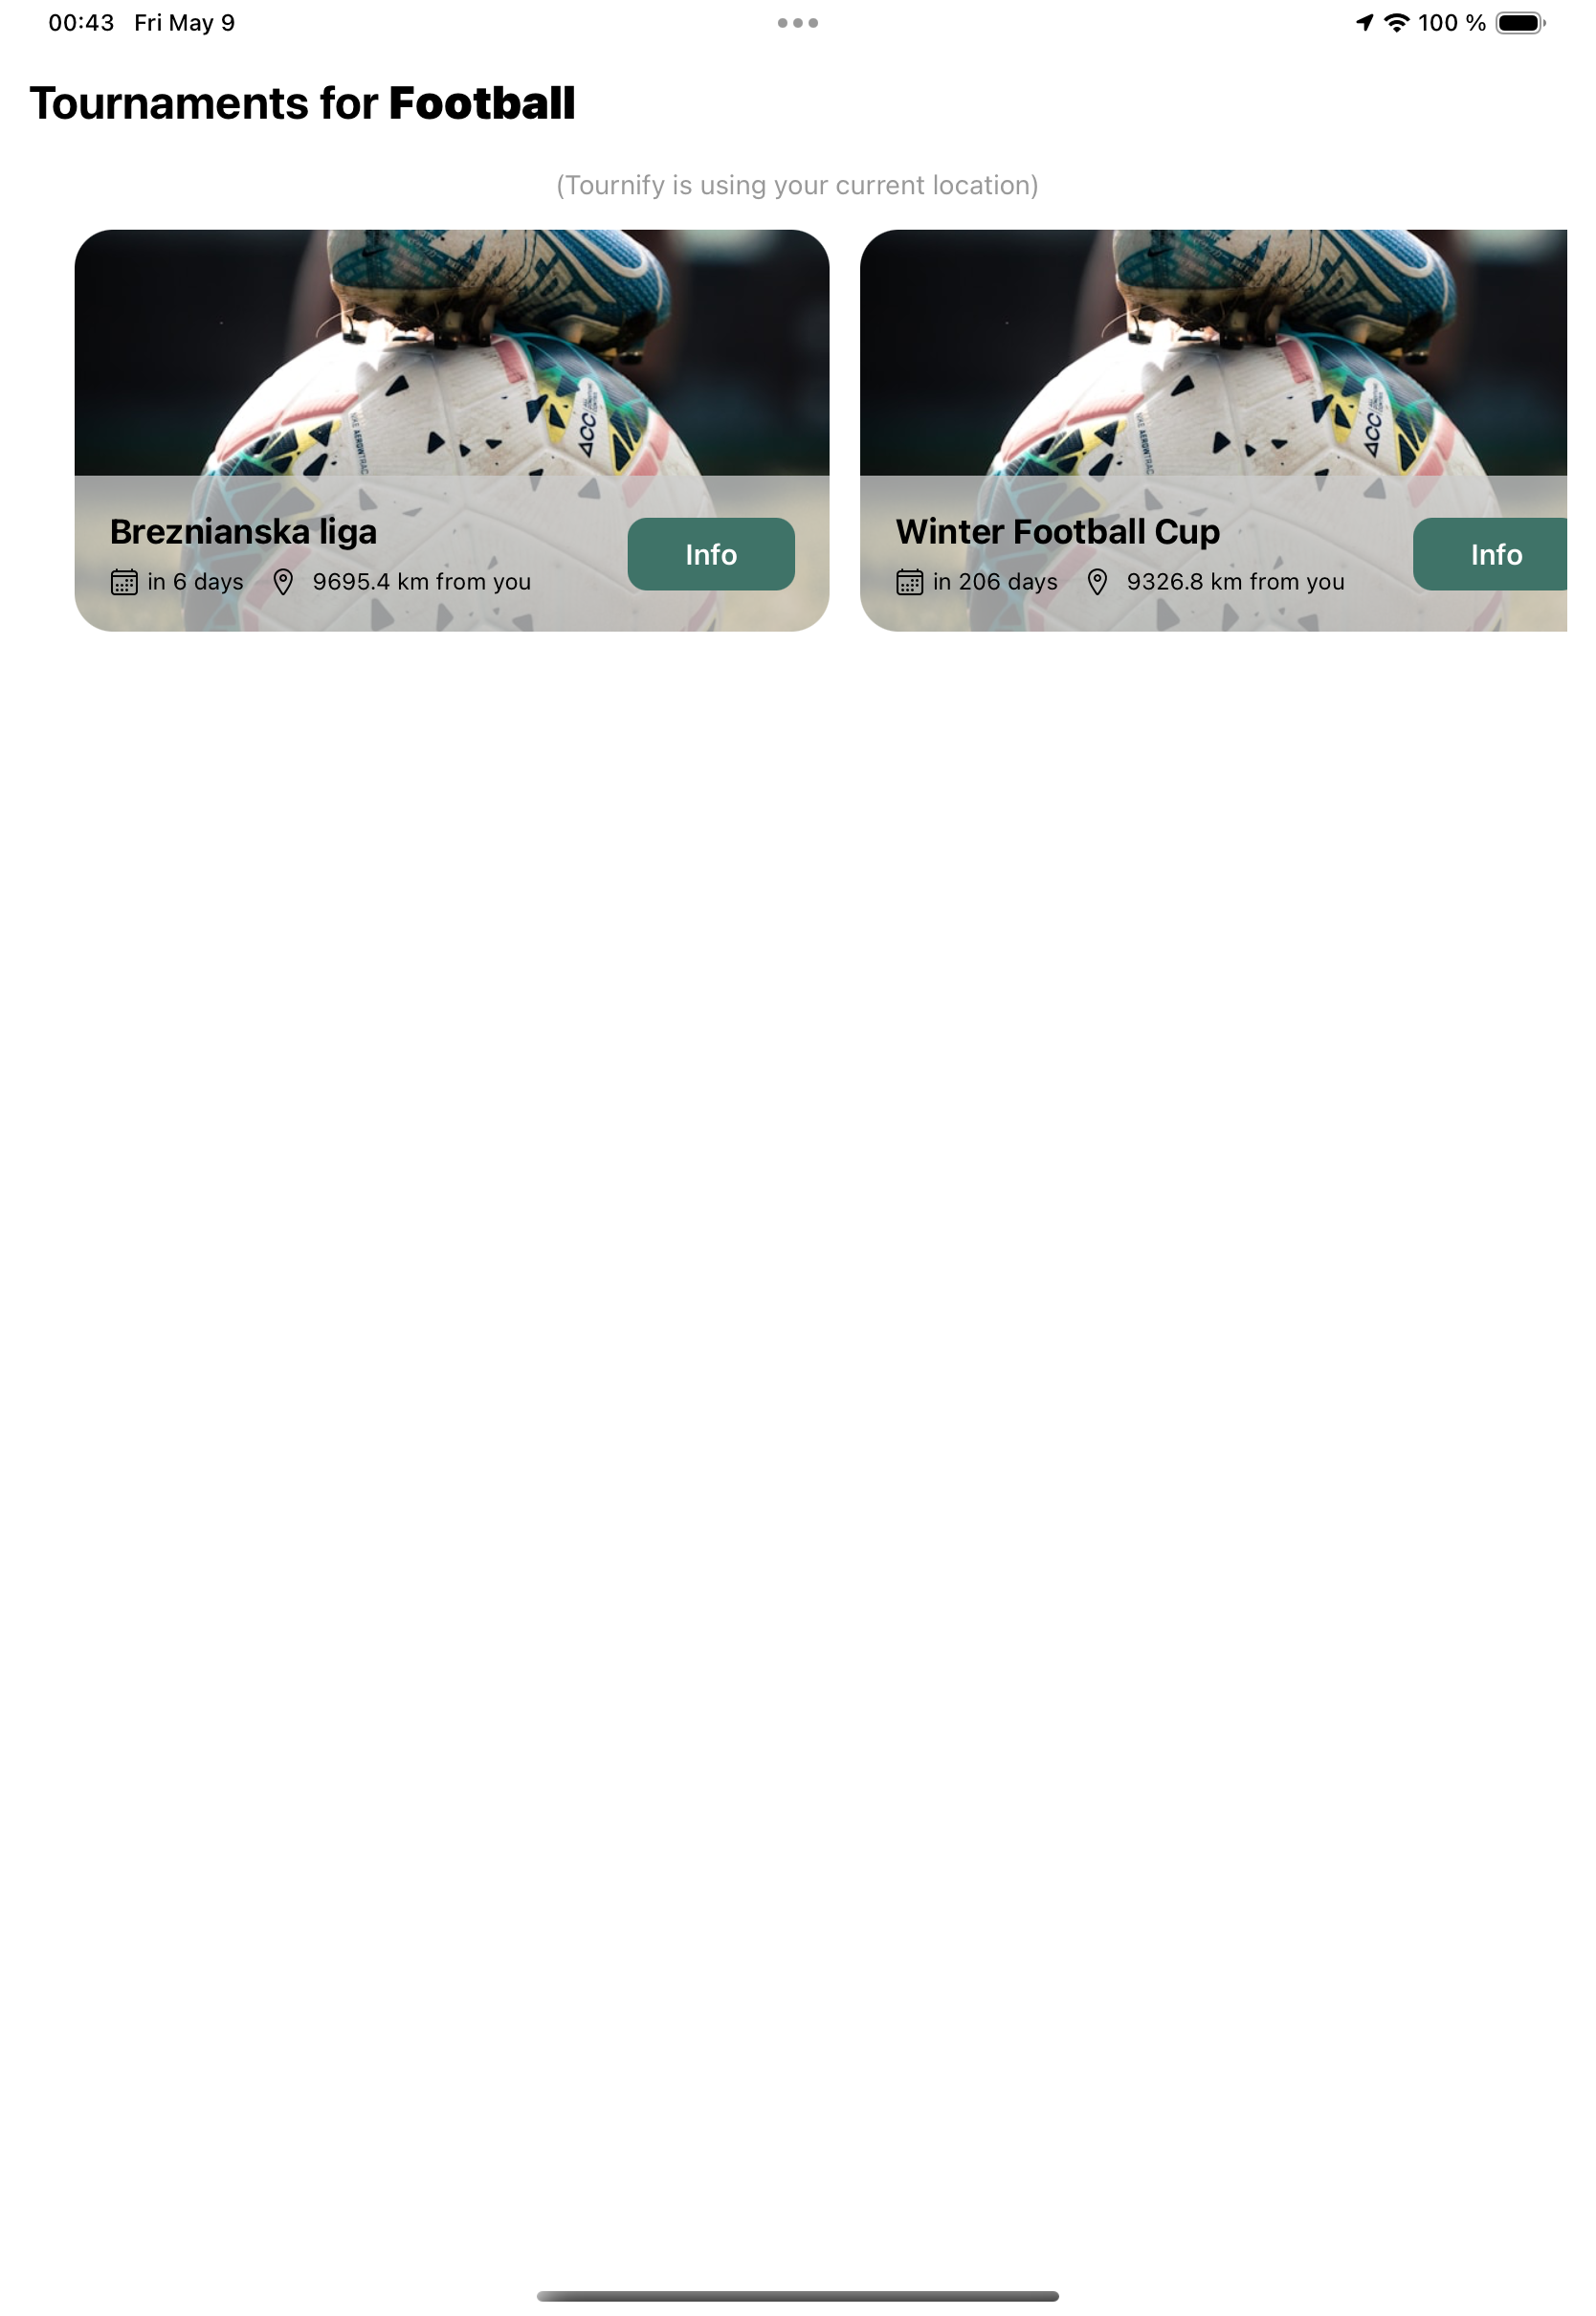 00:43 Fri May 9
100 %
Tournaments for Football
(Tournify is using your current location)
ACC
Breznianska liga
in 6 days 9695.4 km from you
Info
ACC
Winter Football Cup
in 206 days 9326.8 km from you
Info